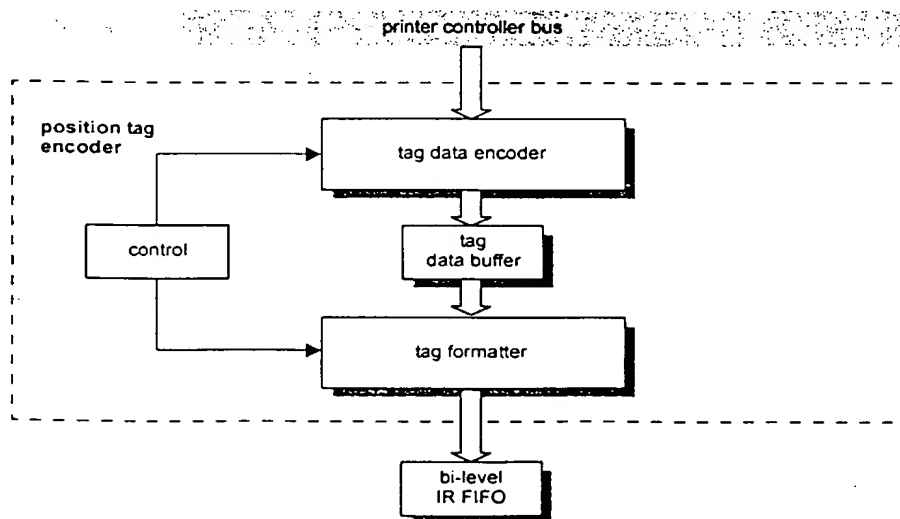 printer controller bus
position tag
encoder
tag data encoder
control
tag
data buffer
tag formatter
bi-level
IR FIFO